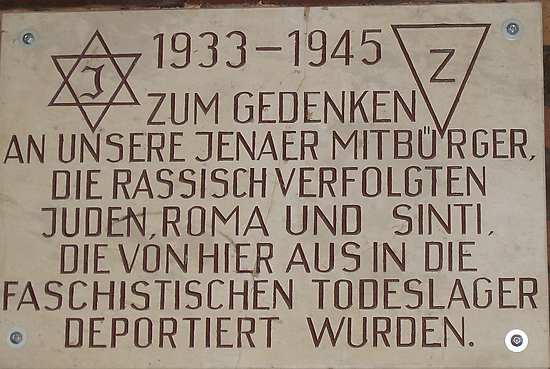 1933-1945
J
Z
ZUM GEDENKEN
AN UNSERE JENAER MITBÜRGER,
DIE RASSISCH VERFOLGTEN
JUDEN, ROMA UND SINTI,
DIE VON HIER AUS IN DIE
FASCHISTISCHEN TODESLAGER
DEPORTIERT WURDEN.